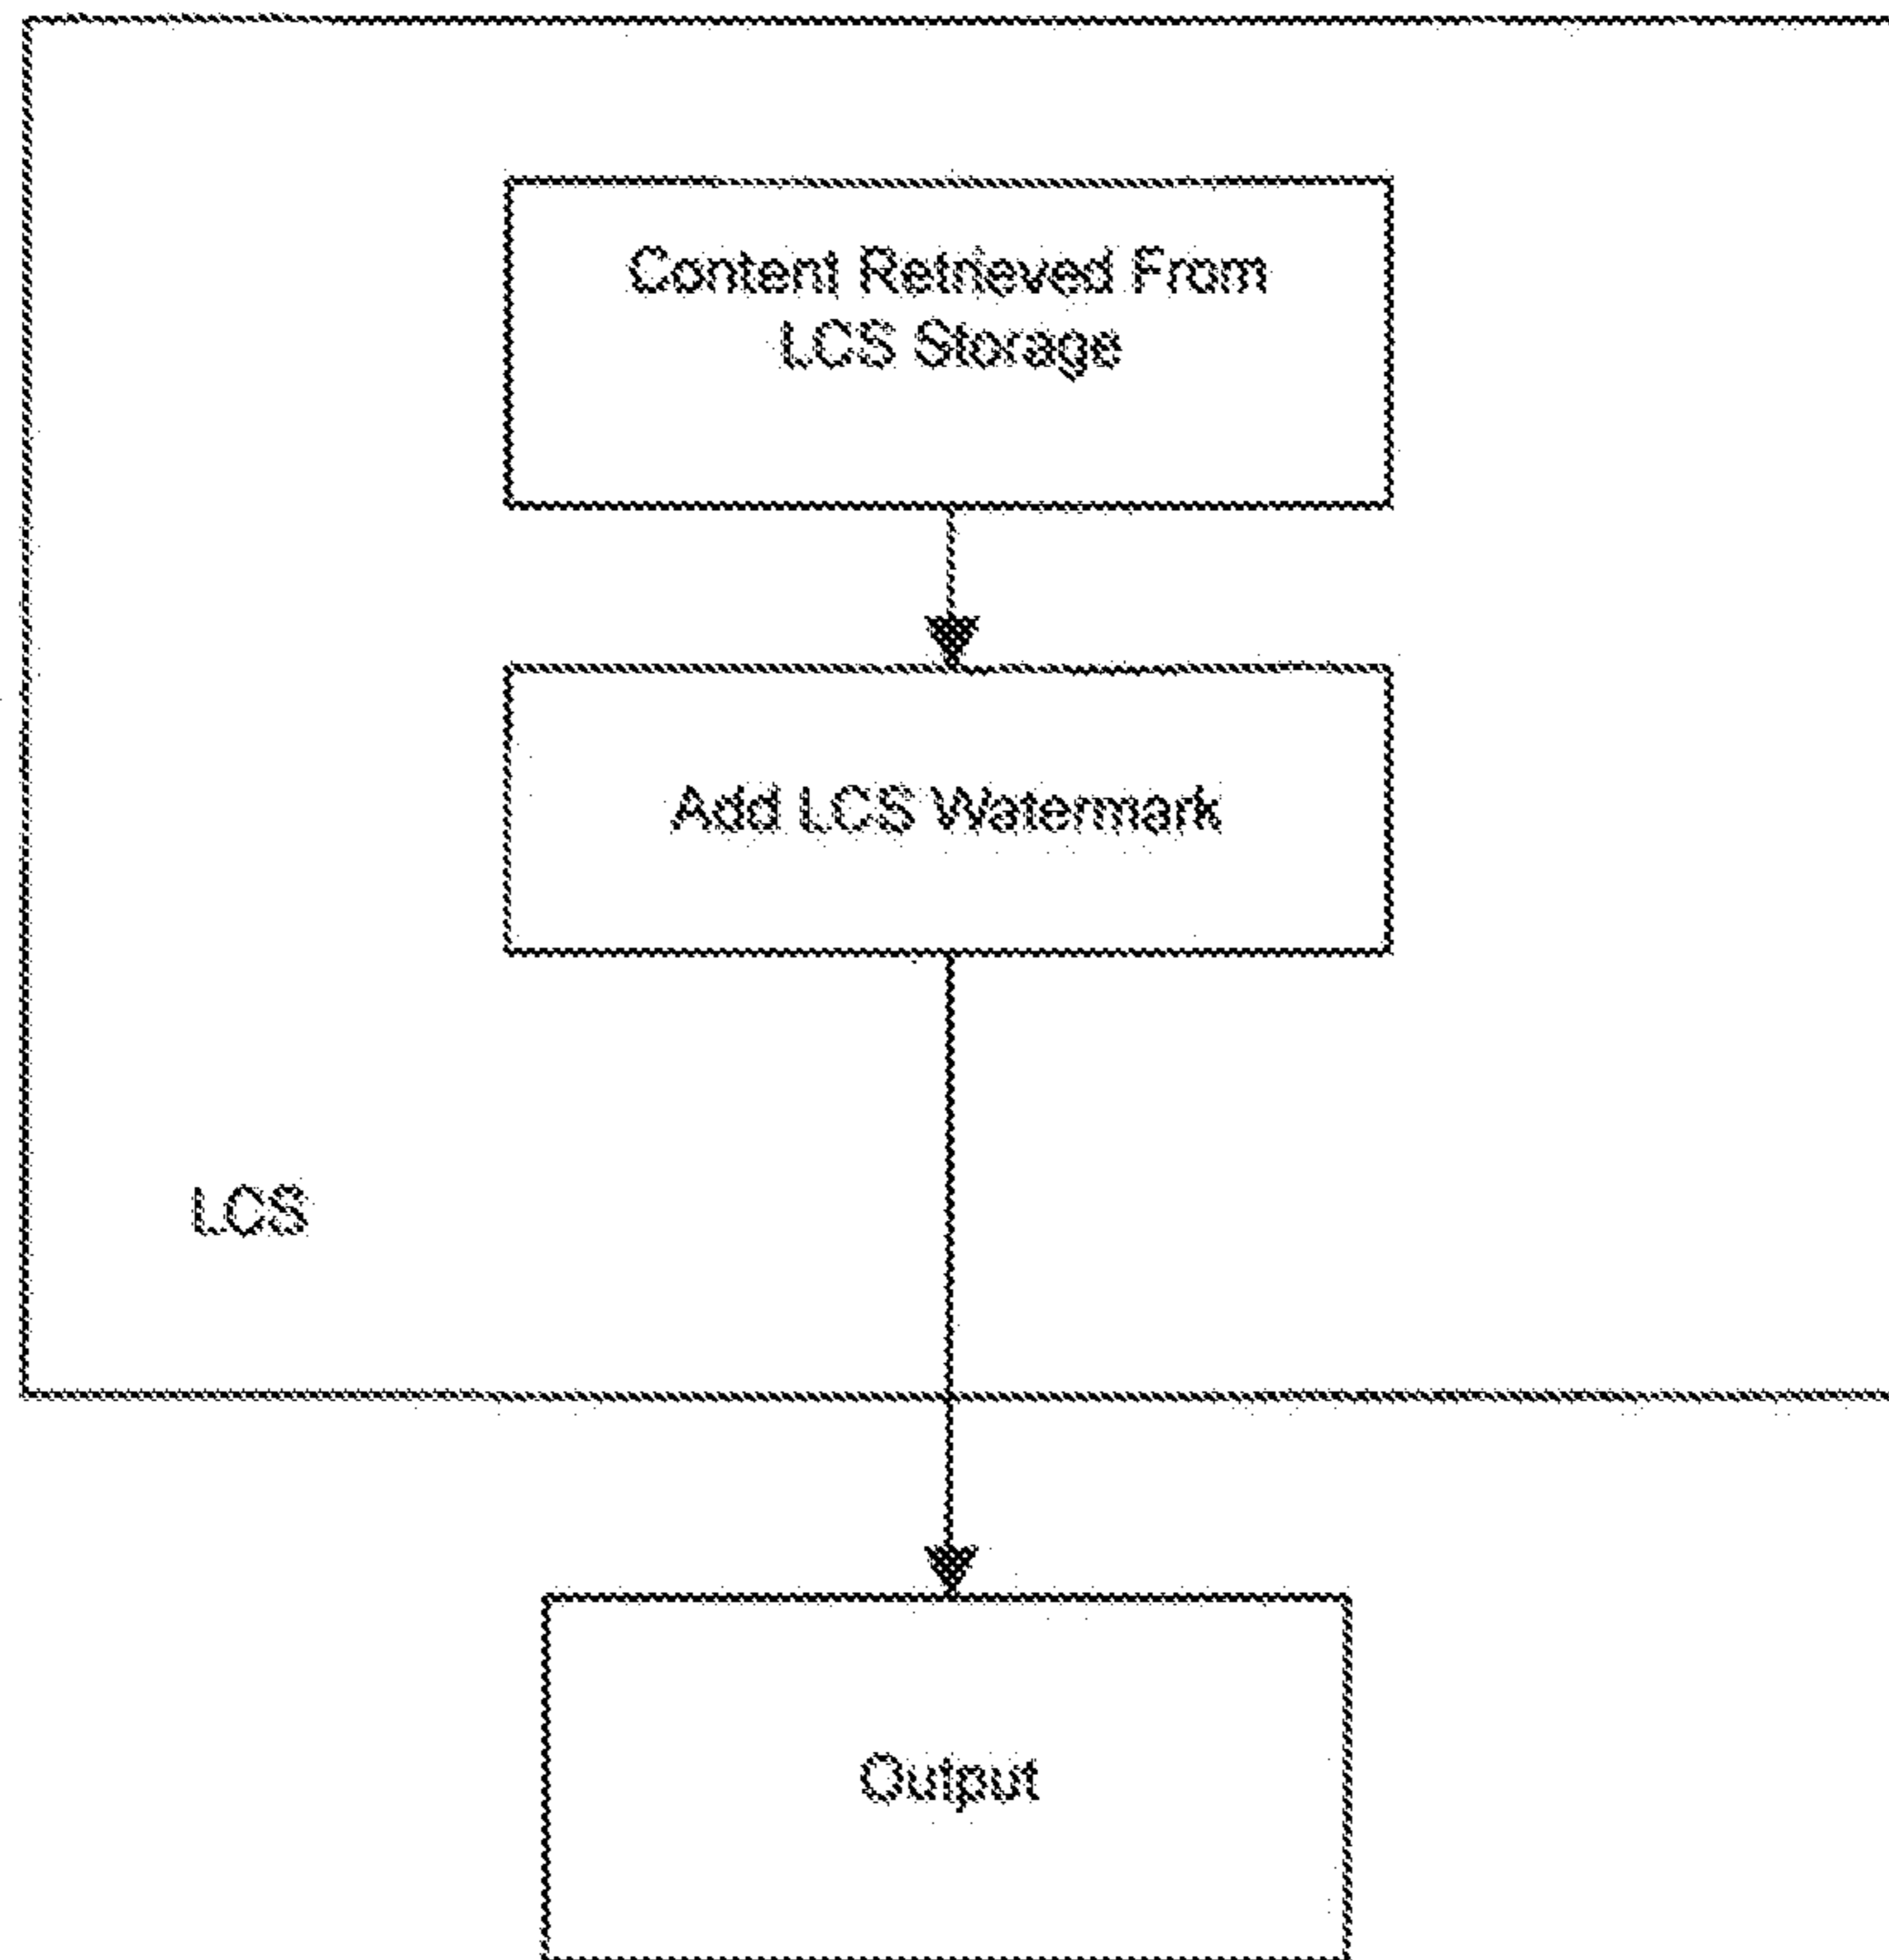 Content Retrieved From
LCS Storage
Add LCS Watermark
LCS
Output